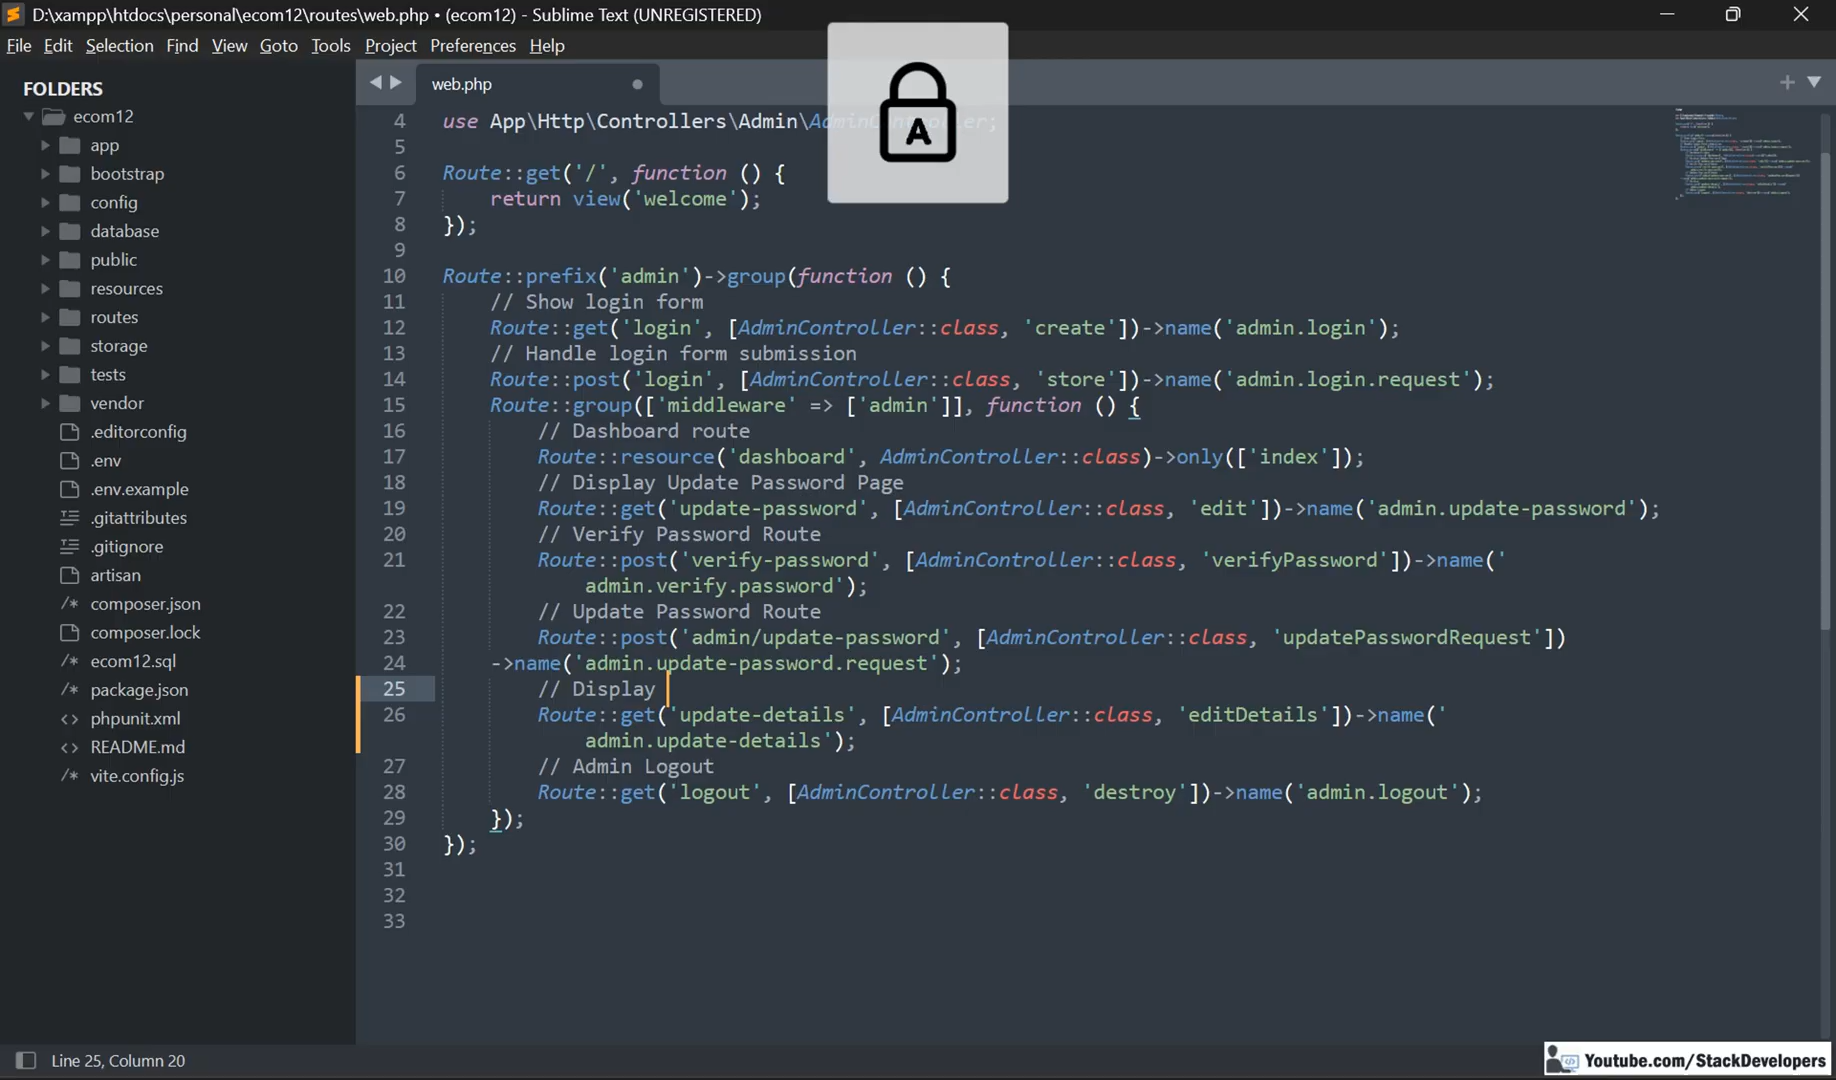 D:\xampp\htdocs\personal\ecom12\routes\web.php • (ecom12) - Sublime Text (UNREGISTERED)
File Edit Selection Find View Goto Tools Project Preferences Help
FOLDERS
ecom12
app
bootstrap
config
database
public
resources
routes
storage
tests
vendor
.editorconfig
.env
.env.example
.gitattributes
.gitignore
artisan
composer.json
composer.lock
ecom12.sql
package.json
phpunit.xml
README.md
vite.config.js
web.php
A
4 use App\Http\Controllers\Admin\AdminController;
5
6 Route::get('/', function () {
7 return view('welcome');
8 });
9
10 Route::prefix('admin')->group(function () {
11 // Show login form
12 Route::get('login', [AdminController::class, 'create'])->name('admin.login');
13 // Handle login form submission
14 Route::post('login', [AdminController::class, 'store'])->name('admin.login.request');
15 Route::group(['middleware' => ['admin']], function () {
16 // Dashboard route
17 Route::resource('dashboard', AdminController::class)->only(['index']);
18 // Display Update Password Page
19 Route::get('update-password', [AdminController::class, 'edit'])->name('admin.update-password');
20 // Verify Password Route
21 Route::post('verify-password', [AdminController::class, 'verifyPassword'])->name('
admin.verify.password');
22 // Update Password Route
23 Route::post('admin/update-password', [AdminController::class, 'updatePasswordRequest'])
24 ->name('admin.update-password.request');
25 // Display
26 Route::get('update-details', [AdminController::class, 'editDetails'])->name('
admin.update-details');
27 // Admin Logout
28 Route::get('logout', [AdminController::class, 'destroy'])->name('admin.logout');
29 });
30 });
31
32
33
Line 25, Column 20
Youtube.com/StackDevelopers